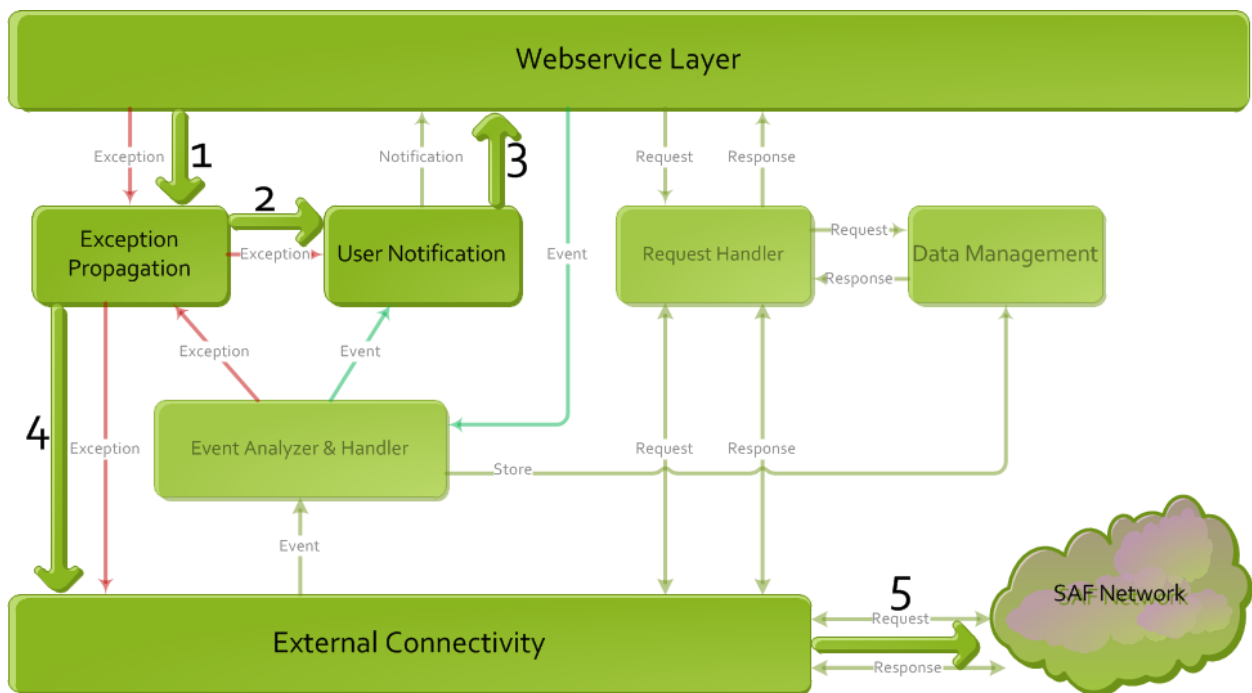 Webservice Layer
Exception
1
Notification
3
Request
Response
2
Exception
Propagation
Exception
User Notification
Event
Request Handler
Request
Response
Data Management
Exception
Event
4
Exception
Event Analyzer & Handler
Store
Request
Response
Event
External Connectivity
5
Request
Response
SAF Network